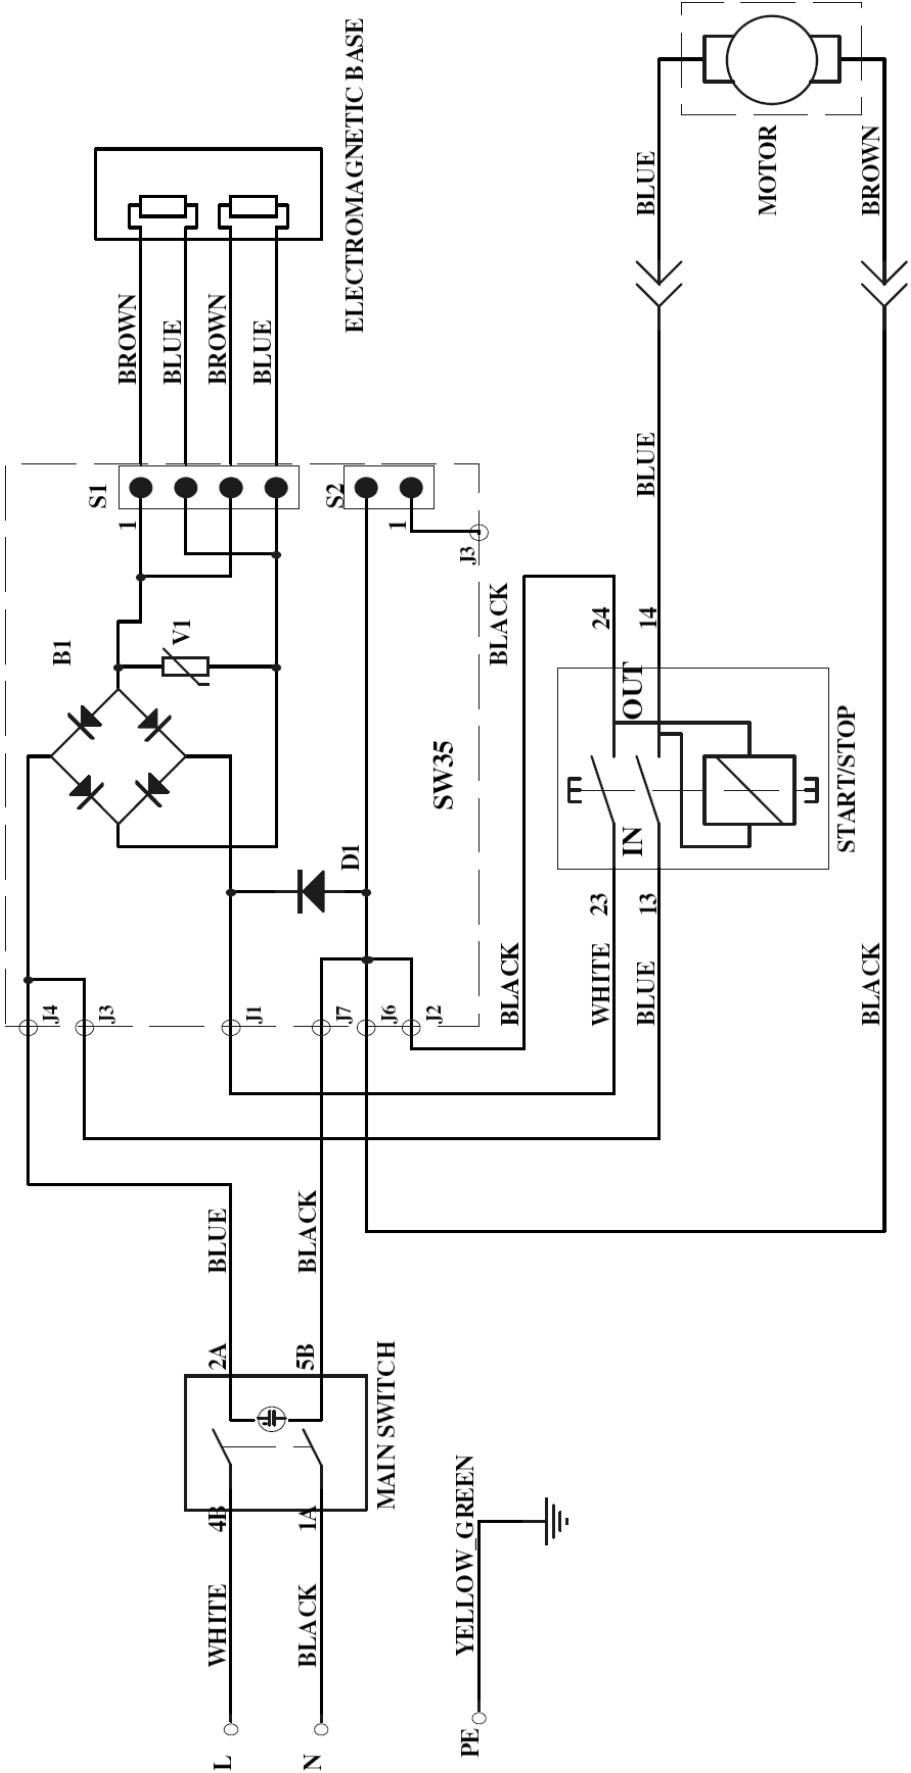 ELECTROMAGNETIC BASE
MOTOR
BLUE
BROWN
BROWN
BLUE
BROWN
BLUE
S1
1
S2
1
J3
B1
V1
D1
SW35
BLUE
BLACK
24
14
OUT
IN
START/STOP
23
13
WHITE
BLUE
BLACK
BLACK
J4
J3
J1
J7
J6
J2
BLUE
BLACK
2A
5B
MAIN SWITCH
4B
1A
WHITE
BLACK
YELLOW_GREEN
L
N
PE